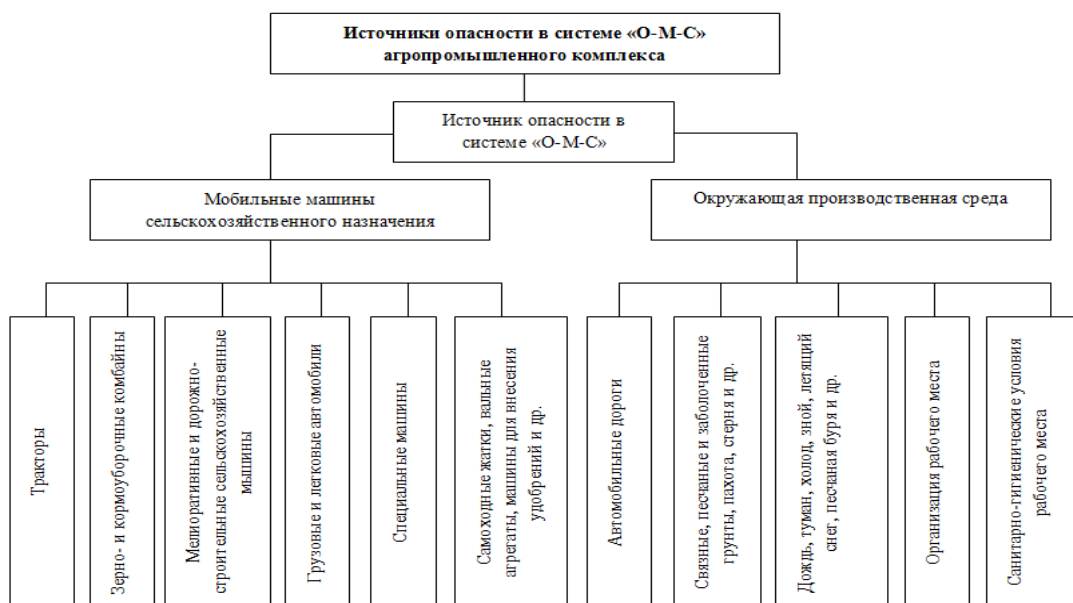 Источники опасности в системе «О-М-С»
агропромышленного комплекса
Источник опасности в
системе «О-М-С»
Мобильные машины
сельскохозяйственного назначения
Окружающая производственная среда
Тракторы
Зерно- и кормоуборочные комбайны
Мелиоративные и дорожно-
строительные сельскохозяйственные
мышины
Грузовые и легковые автомобили
Специальные машины
Самоходные жатки, вальные
агрегаты, машины для внесения
удобрений и др.
Автомобильные дороги
Связные, песчаные и заболоченные
грунты, пахота, стерня и др.
Дождь, туман, холод, зной, летящий
снег, песчаная буря и др.
Организация рабочего места
Санитарно-гигиенические условия
рабочего места